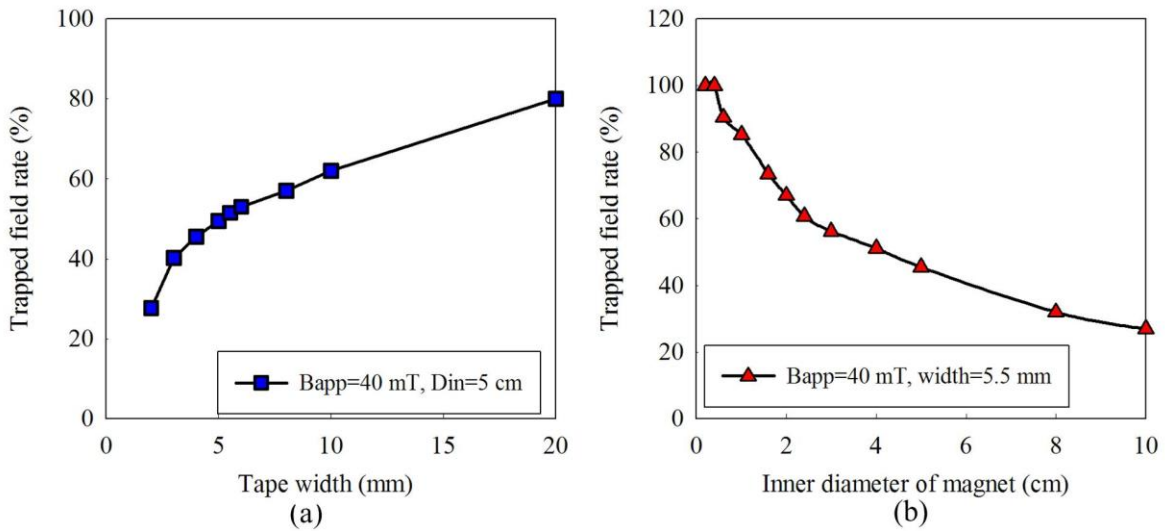 100
80
60
40
20
0
Trapped field rate (%)
Bapp=40 mT, Din=5 cm
0 5 10 15 20
Tape width (mm)
(a)
120
100
80
60
40
20
0
Trapped field rate (%)
Bapp=40 mT, width=5.5 mm
0 2 4 6 8 10
Inner diameter of magnet (cm)
(b)